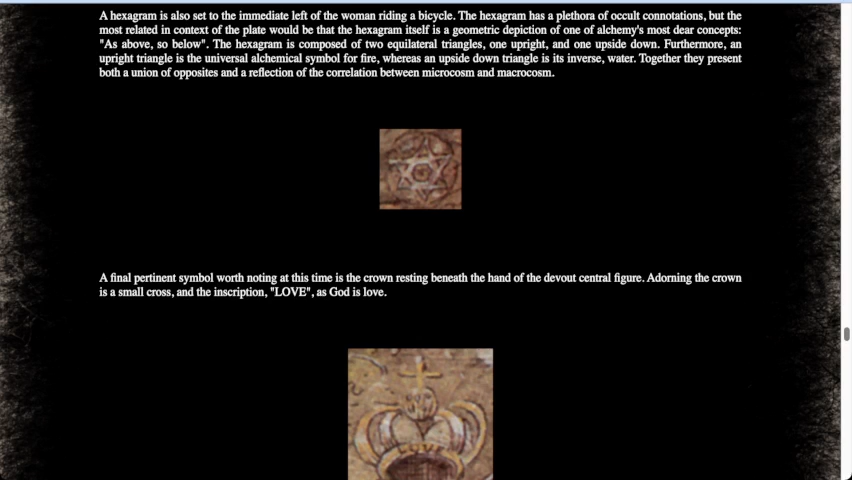 A hexagram is also set to the immediate left of the woman riding a bicycle. The hexagram has a plethora of occult connotations, but the
most related in context of the plate would be that the hexagram itself is a geometric depiction of one of alchemy's most dear concepts:
"As above, so below". The hexagram is composed of two equilateral triangles, one upright, and one upside down. Furthermore, an
upright triangle is the universal alchemical symbol for fire, whereas an upside down triangle is its inverse, water. Together they present
both a union of opposites and a reflection of the correlation between microcosm and macrocosm.
A final pertinent symbol worth noting at this time is the crown resting beneath the hand of the devout central figure. Adorning the crown
is a small cross, and the inscription, "LOVE", as God is love.
LOVE